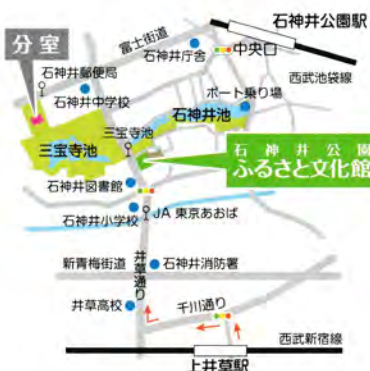 石神井公園駅
分室
富士街道
石神井庁舎
中央口
西武池袋線
石神井郵便局
石神井中学校
ボート乗り場
石神井池
三宝寺池
三宝寺池
石神井公園
ふるさと文化館
石神井図書館
石神井小学校
JA 東京あおば
井草通り
新青梅街道
石神井消防署
井草高校
千川通り
西武新宿線
上井草駅